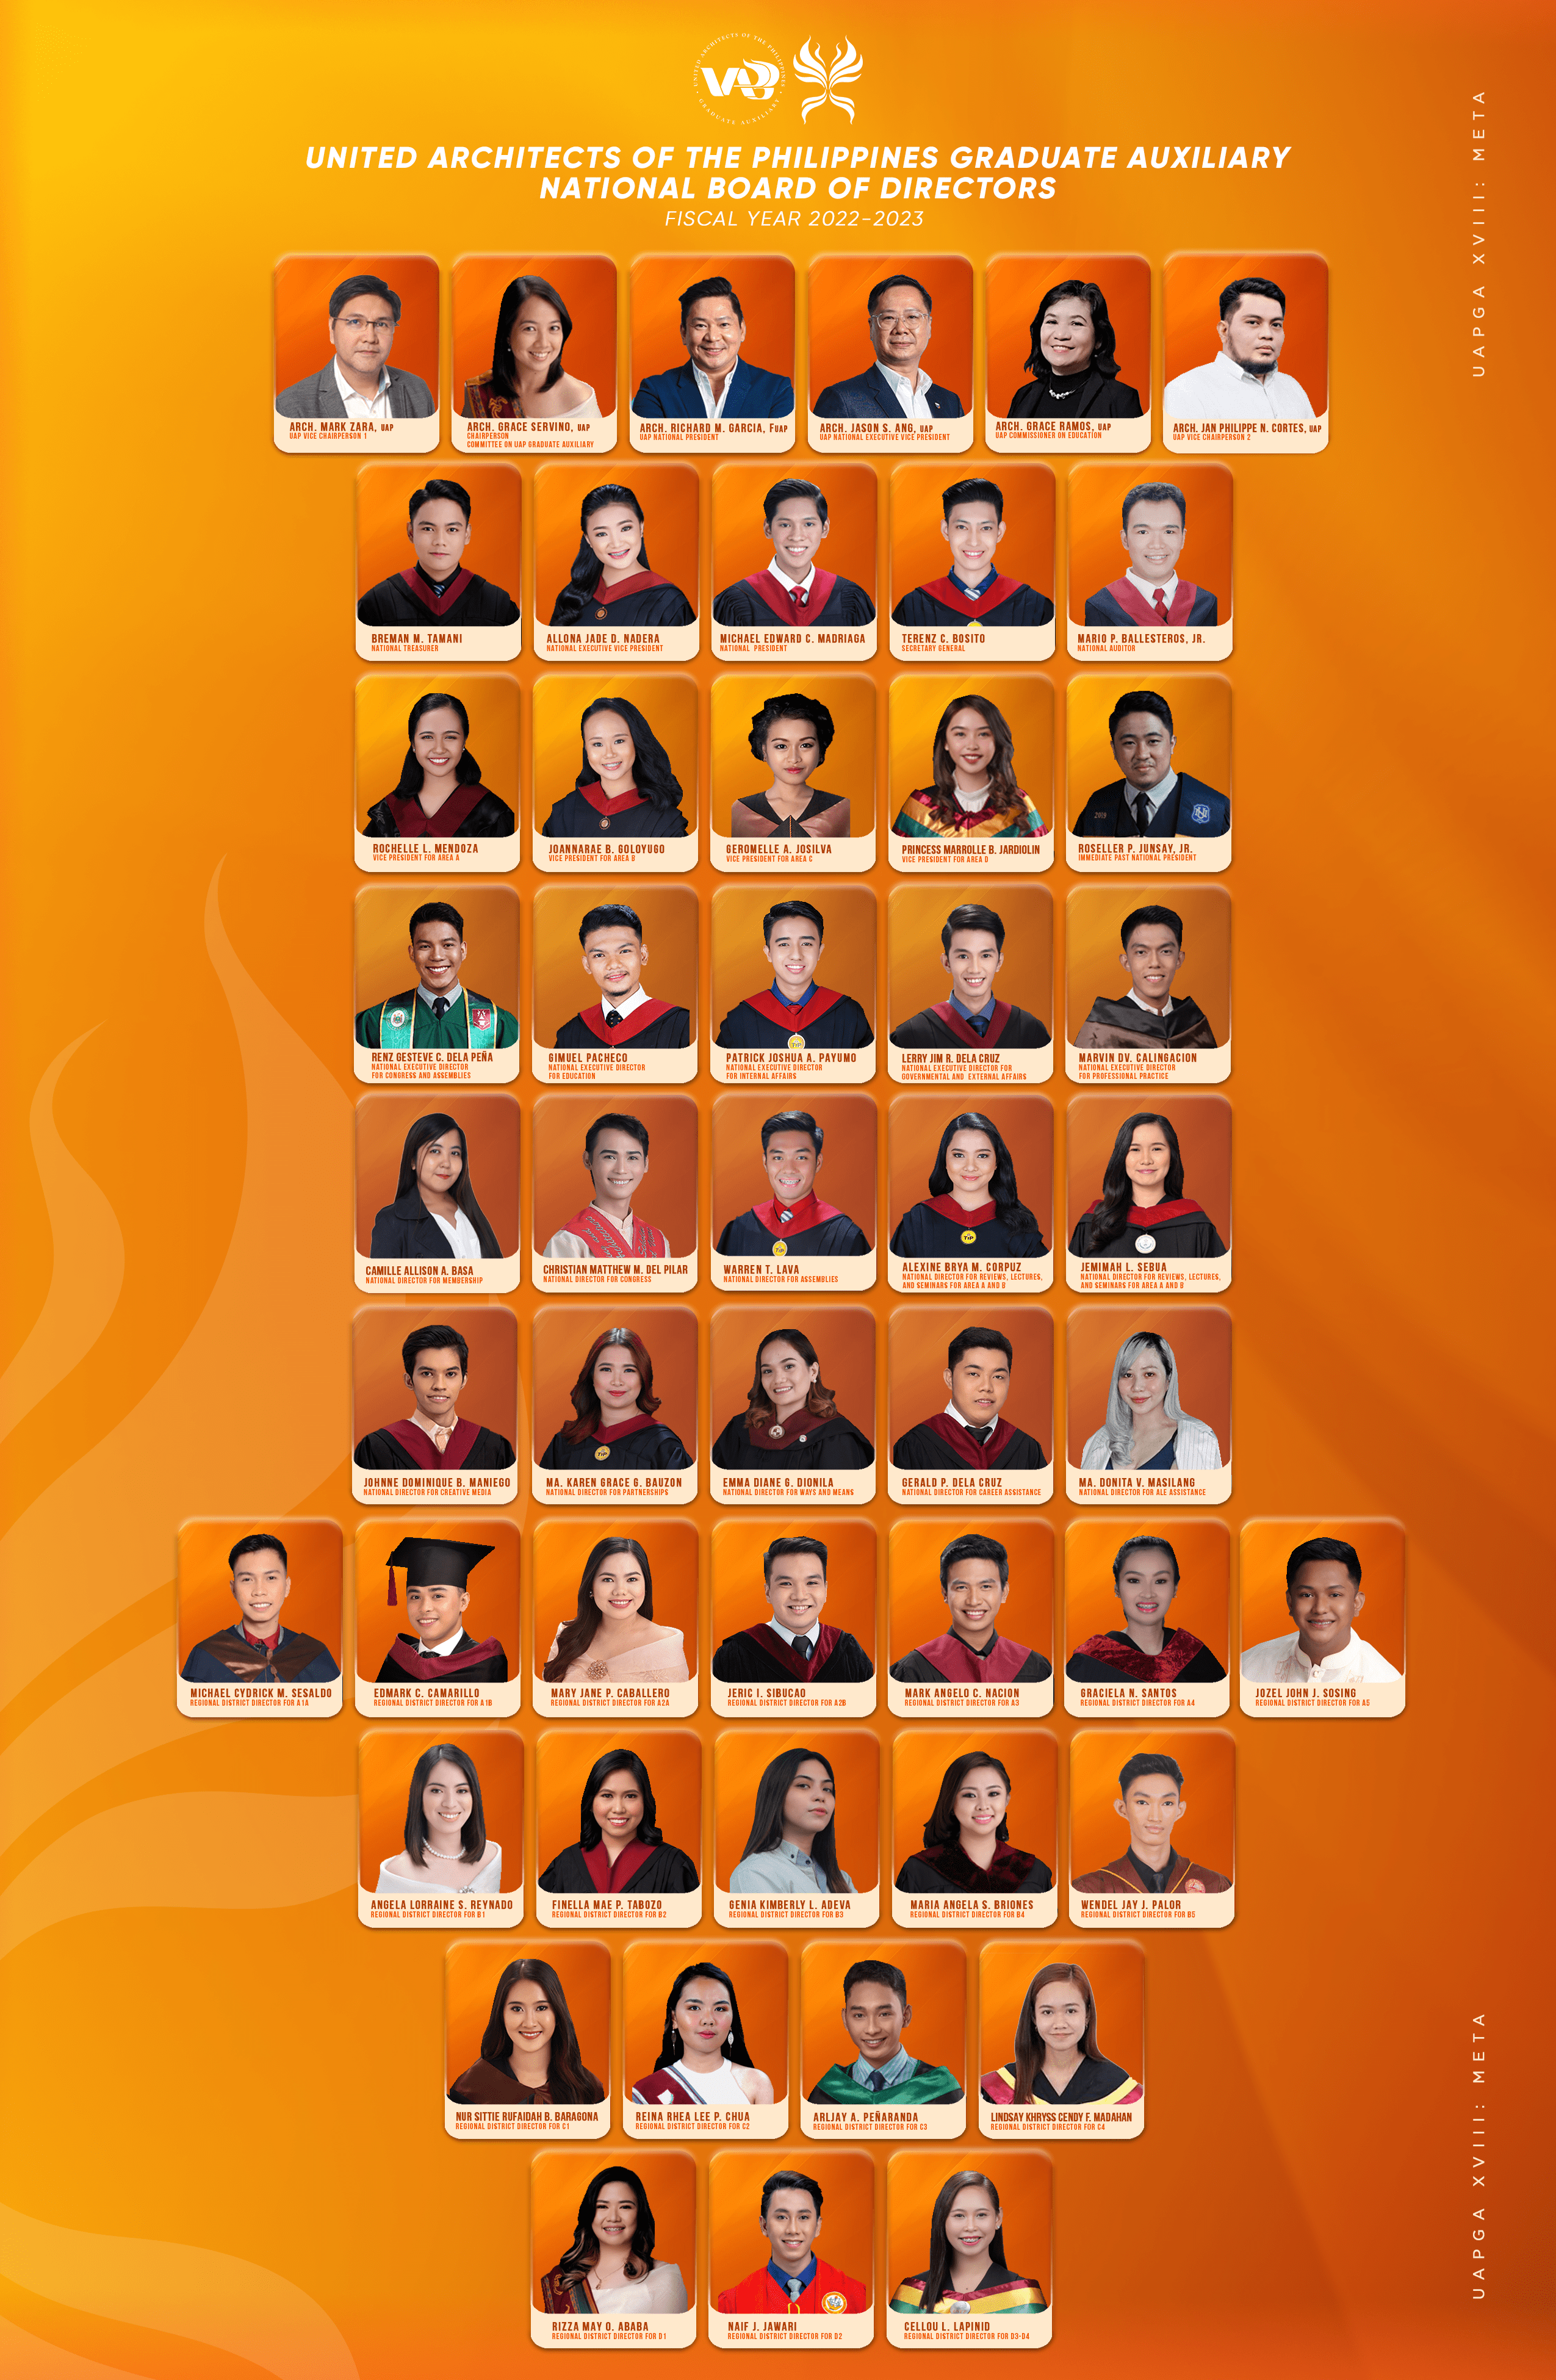 UNITED ARCHITECTS OF THE PHILIPPINES
GRADUATE AUXILIARY
UNITED ARCHITECTS OF THE PHILIPPINES GRADUATE AUXILIARY
NATIONAL BOARD OF DIRECTORS
FISCAL YEAR 2022-2023
UAPGA XVIII: META
ARCH. MARK ZARA, UAP
UAP VICE CHAIRPERSON 1
ARCH. GRACE SERVINO, UAP
CHAIRPERSON
COMMITTEE ON UAP GRADUATE AUXILIARY
ARCH. RICHARD M. GARCIA, FUAP
UAP NATIONAL PRESIDENT
ARCH. JASON S. ANG, UAP
UAP NATIONAL EXECUTIVE VICE PRESIDENT
ARCH. GRACE RAMOS, UAP
UAP COMMISSIONER ON EDUCATION
ARCH. JAN PHILIPPE N. CORTES, UAP
UAP VICE CHAIRPERSON 2
BREMAN M. TAMANI
NATIONAL TREASURER
ALLONA JADE D. NADERA
NATIONAL EXECUTIVE VICE PRESIDENT
MICHAEL EDWARD C. MADRIAGA
NATIONAL PRESIDENT
TERENZ C. BOSITO
SECRETARY GENERAL
MARIO P. BALLESTEROS, JR.
NATIONAL AUDITOR
ROCHELLE L. MENDOZA
VICE PRESIDENT FOR AREA A
JOANNARAE B. GOLOYUGO
VICE PRESIDENT FOR AREA B
GEROMELLE A. JOSILVA
VICE PRESIDENT FOR AREA C
PRINCESS MARROLLE B. JARDIOLIN
VICE PRESIDENT FOR AREA D
ROSELLER P. JUNSAY, JR.
IMMEDIATE PAST NATIONAL PRESIDENT
RENZ GESTEVE C. DELA PEÑA
NATIONAL EXECUTIVE DIRECTOR
FOR CONGRESS AND ASSEMBLIES
GIMUEL PACHECO
NATIONAL EXECUTIVE DIRECTOR
FOR EDUCATION
TIP
PATRICK JOSHUA A. PAYUMO
NATIONAL EXECUTIVE DIRECTOR
FOR INTERNAL AFFAIRS
LERRY JIM R. DELA CRUZ
NATIONAL EXECUTIVE DIRECTOR FOR
GOVERNMENTAL AND EXTERNAL AFFAIRS
MARVIN DV. CALINGACION
NATIONAL EXECUTIVE DIRECTOR
FOR PROFESSIONAL PRACTICE
CAMILLE ALLISON A. BASA
NATIONAL DIRECTOR FOR MEMBERSHIP
CHRISTIAN MATTHEW M. DEL PILAR
NATIONAL DIRECTOR FOR CONGRESS
TIP
WARREN T. LAVA
NATIONAL DIRECTOR FOR ASSEMBLIES
TIP
ALEXINE BRYA M. CORPUZ
NATIONAL DIRECTOR FOR REVIEWS, LECTURES,
AND SEMINARS FOR AREA A AND B
JEMIMAH L. SEBUA
NATIONAL DIRECTOR FOR REVIEWS, LECTURES,
AND SEMINARS FOR AREA A AND B
JOHNNE DOMINIQUE B. MANIEGO
NATIONAL DIRECTOR FOR CREATIVE MEDIA
TIP
MA. KAREN GRACE G. BAUZON
NATIONAL DIRECTOR FOR PARTNERSHIPS
EMMA DIANE G. DIONILA
NATIONAL DIRECTOR FOR WAYS AND MEANS
GERALD P. DELA CRUZ
NATIONAL DIRECTOR FOR CAREER ASSISTANCE
MA. DONITA V. MASILANG
NATIONAL DIRECTOR FOR ALE ASSISTANCE
MICHAEL CYDRICK M. SESALDO
REGIONAL DISTRICT DIRECTOR FOR A1A
EDMARK C. CAMARILLO
REGIONAL DISTRICT DIRECTOR FOR A1B
MARY JANE P. CABALLERO
REGIONAL DISTRICT DIRECTOR FOR A2A
JERIC I. SIBUCAO
REGIONAL DISTRICT DIRECTOR FOR A2B
MARK ANGELO C. NACION
REGIONAL DISTRICT DIRECTOR FOR A3
GRACIELA N. SANTOS
REGIONAL DISTRICT DIRECTOR FOR A4
JOZEL JOHN J. SOSING
REGIONAL DISTRICT DIRECTOR FOR A5
ANGELA LORRAINE S. REYNADO
REGIONAL DISTRICT DIRECTOR FOR B1
FINELLA MAE P. TABOZO
REGIONAL DISTRICT DIRECTOR FOR B2
GENIA KIMBERLY L. ADEVA
REGIONAL DISTRICT DIRECTOR FOR B3
MARIA ANGELA S. BRIONES
REGIONAL DISTRICT DIRECTOR FOR B4
WENDEL JAY J. PALOR
REGIONAL DISTRICT DIRECTOR FOR B5
NUR SITTIE RUFAIDAH B. BARAGONA
REGIONAL DISTRICT DIRECTOR FOR C1
REINA RHEA LEE P. CHUA
REGIONAL DISTRICT DIRECTOR FOR C2
ARLJAY A. PEÑARANDA
REGIONAL DISTRICT DIRECTOR FOR C3
LINDSAY KHRYSS CENDY F. MADAHAN
REGIONAL DISTRICT DIRECTOR FOR C4
UAPGA XVIII: META
RIZZA MAY O. ABABA
REGIONAL DISTRICT DIRECTOR FOR D1
NAIF J. JAWARI
REGIONAL DISTRICT DIRECTOR FOR D2
CELLOU L. LAPINID
REGIONAL DISTRICT DIRECTOR FOR D3-D4